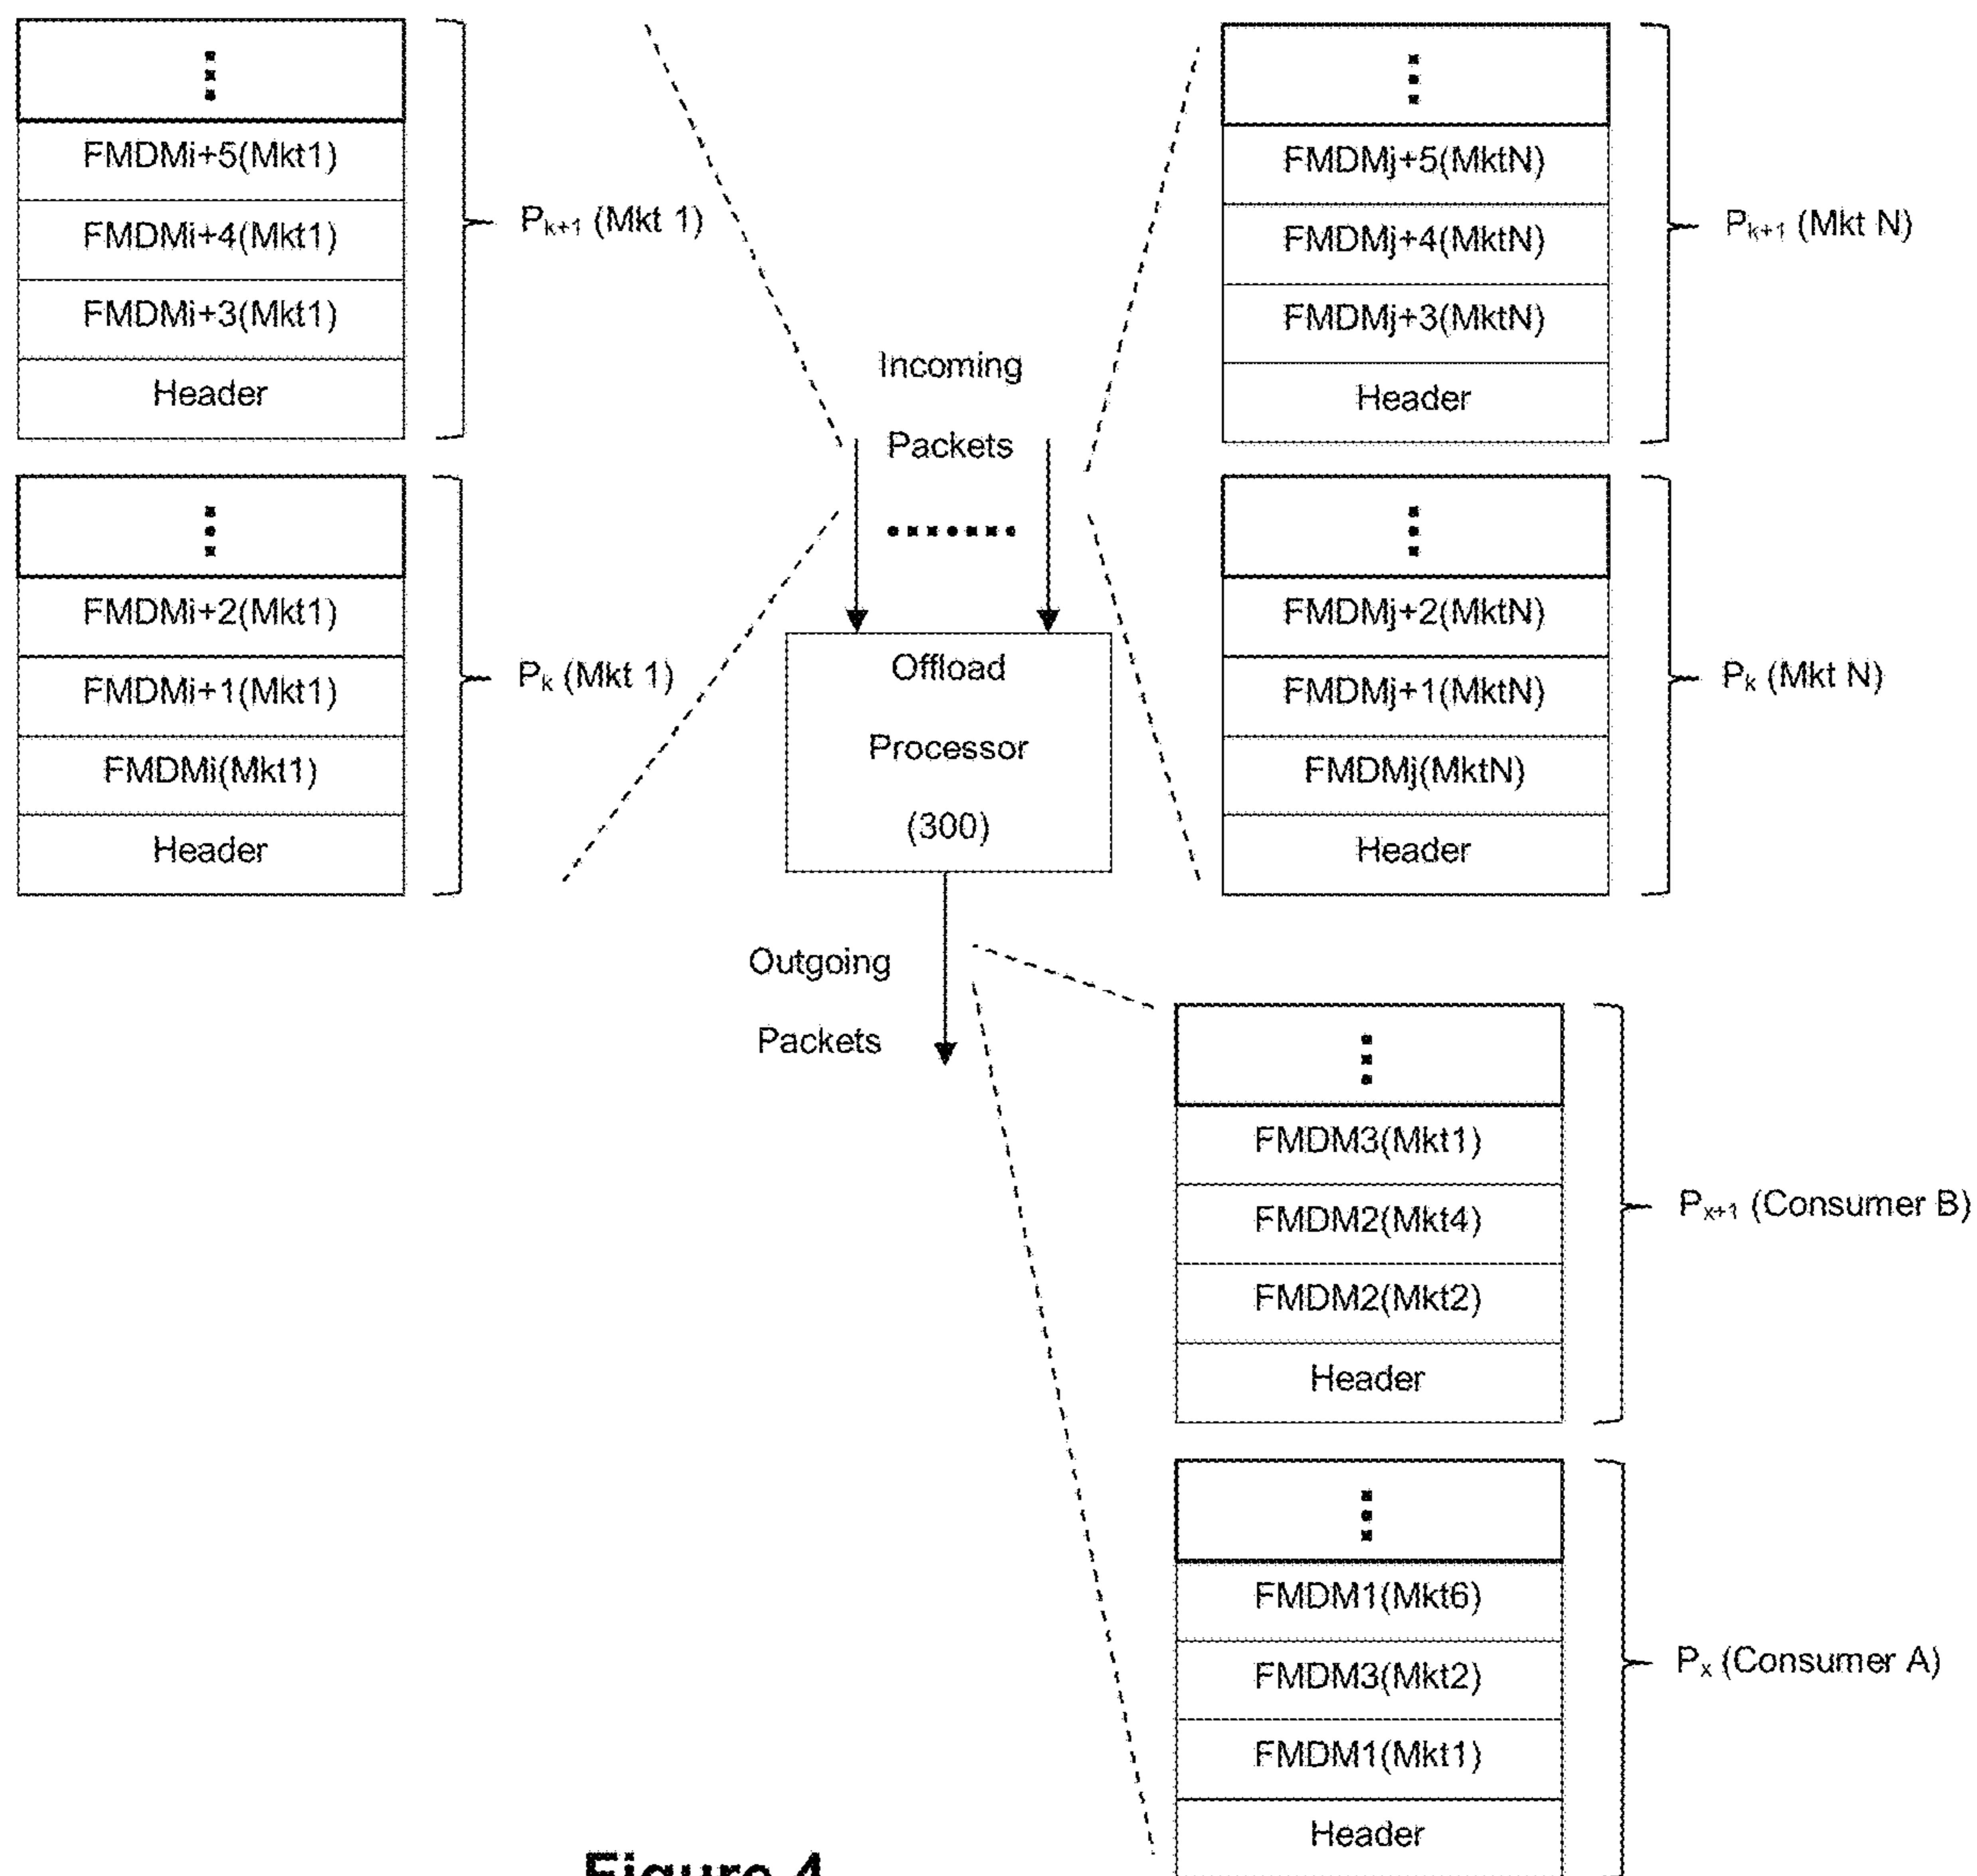 FMDMi+5(Mkt1)
FMDMi+4(Mkt1)
FMDMi+3(Mkt1)
Header
Pk+1 (Mkt 1)
FMDMi+2(Mkt1)
FMDMi+1(Mkt1)
FMDMi(Mkt1)
Header
Pk (Mkt 1)
Incoming
Packets
Offload
Processor
(300)
Outgoing
Packets
FMDMj+5(MktN)
FMDMj+4(MktN)
FMDMj+3(MktN)
Header
Pk+1 (Mkt N)
FMDMj+2(MktN)
FMDMj+1(MktN)
FMDMj(MktN)
Header
Pk (Mkt N)
FMDM3(Mkt1)
FMDM2(Mkt4)
FMDM2(Mkt2)
Header
Px+1 (Consumer B)
FMDM1(Mkt6)
FMDM3(Mkt2)
FMDM1(Mkt1)
Header
Px (Consumer A)
Figure 4